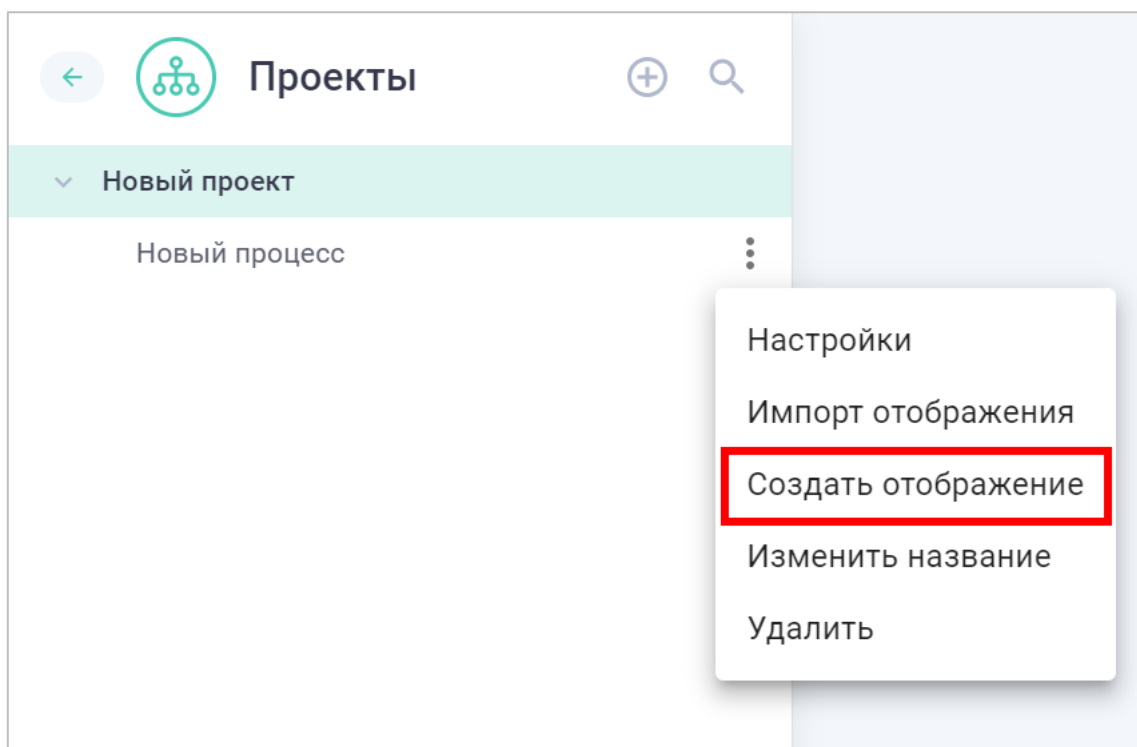 Проекты
Новый проект
Новый процесс
Настройки
Импорт отображения
Создать отображение
Изменить название
Удалить